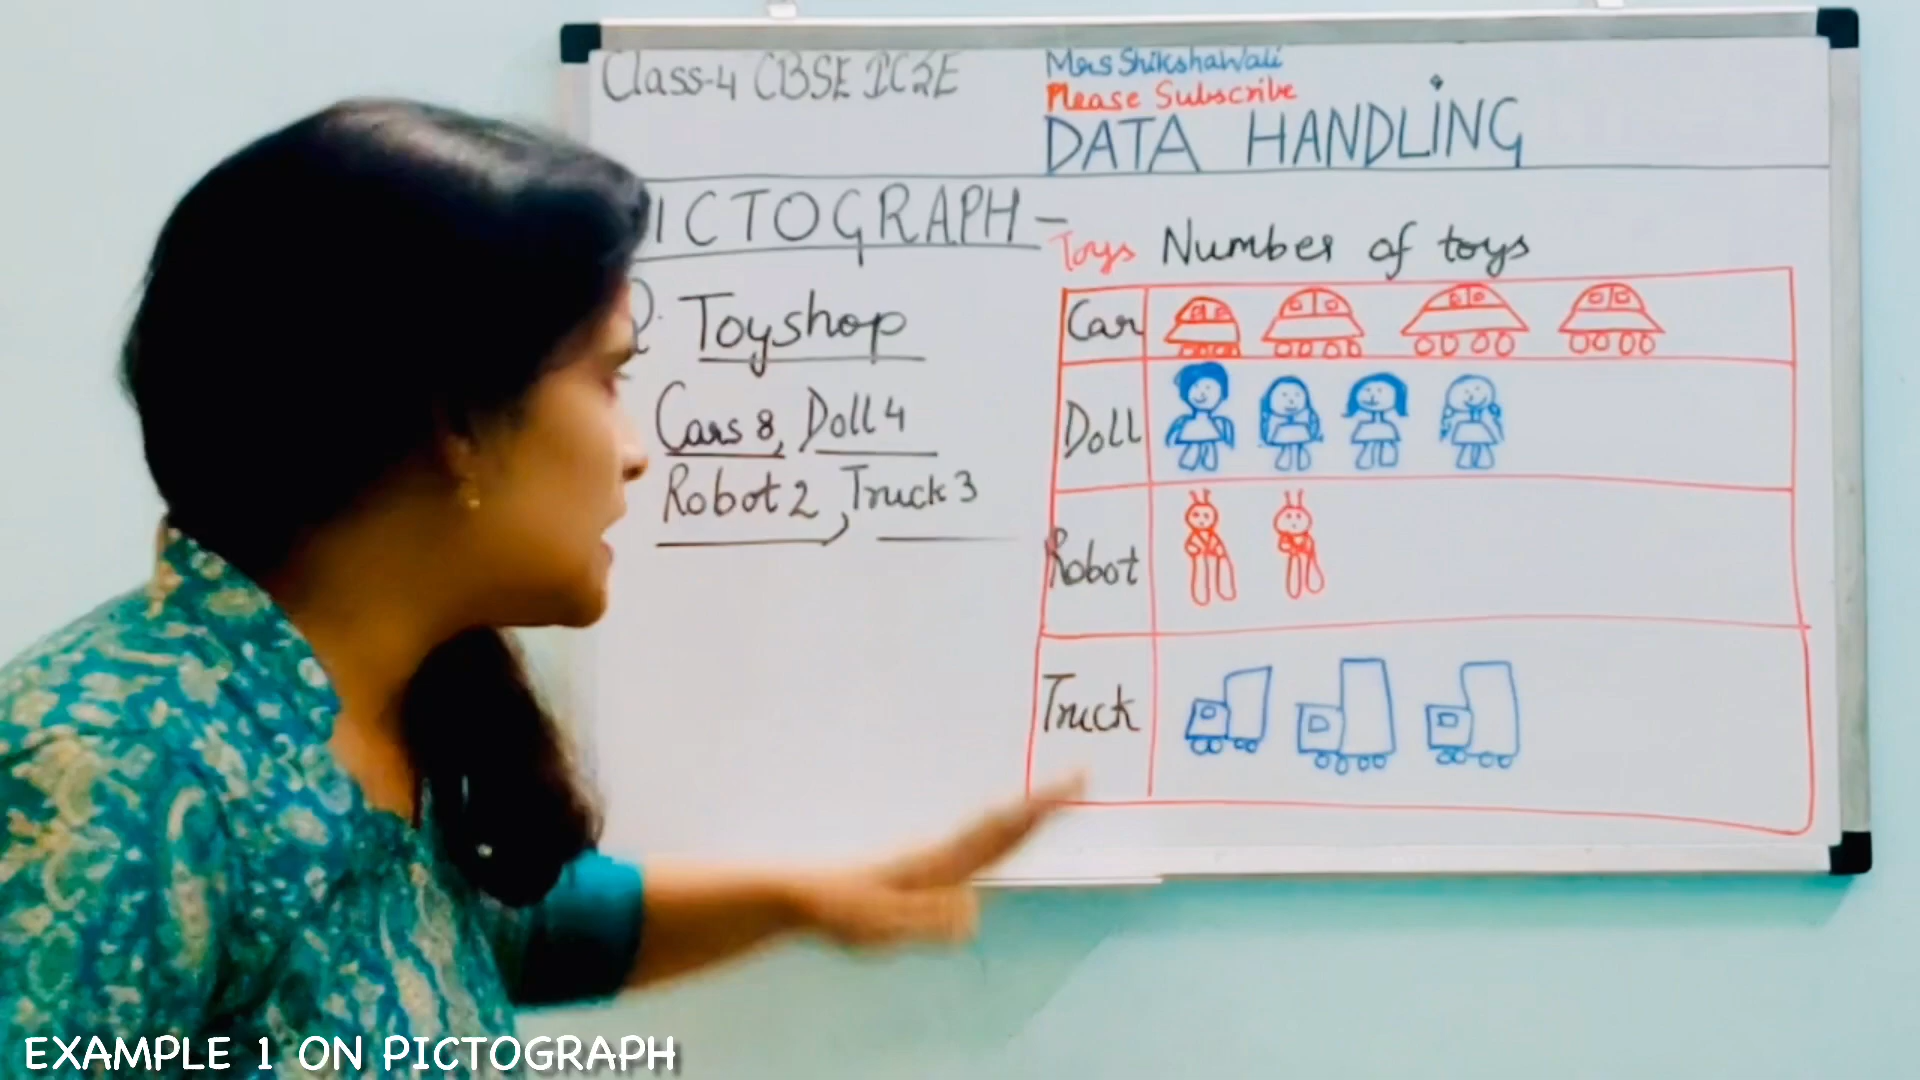 Class-4 CBSE ICSE
Mrs ShikshaWali
Please Subscribe
DATA HANDLING
ICTOGRAPH -
Toyshop
Cars 8, Doll 4
Robot 2, Truck 3
Toys Number of toys
Car
Doll
Robot
Truck
EXAMPLE 1 ON PICTOGRAPH